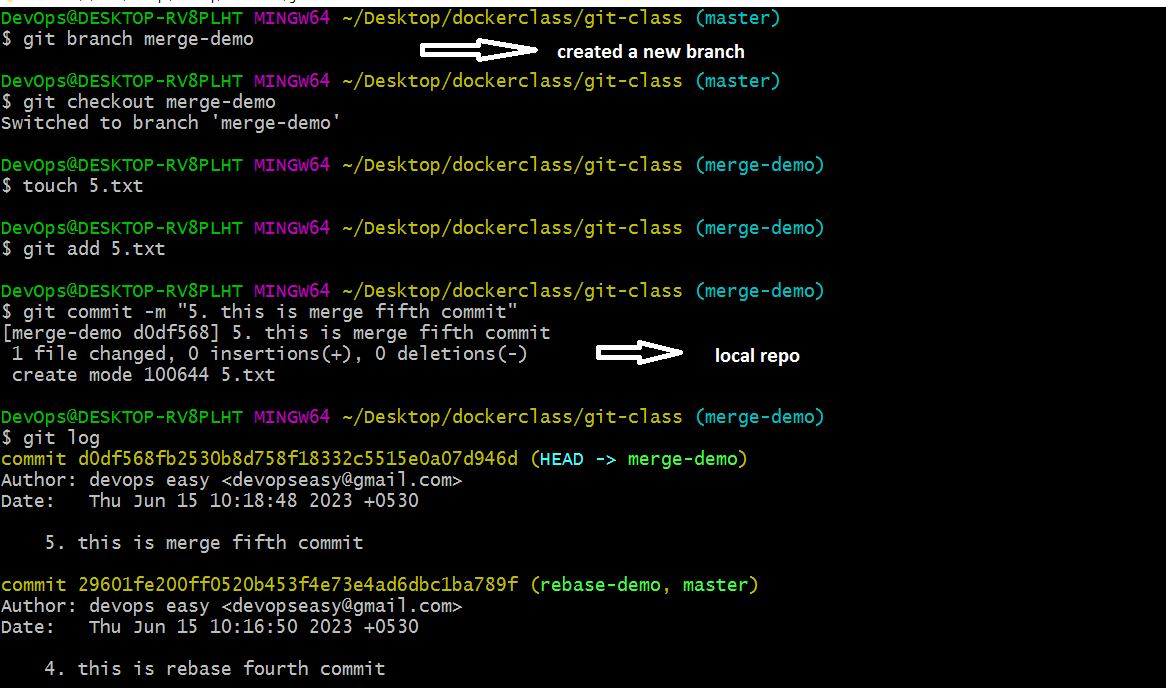 DevOps@DESKTOP-RV8PLHT MINGW64 ~/Desktop/dockerclass/git-class (master)
$ git branch merge-demo
created a new branch
DevOps@DESKTOP-RV8PLHT MINGW64 ~/Desktop/dockerclass/git-class (master)
$ git checkout merge-demo
Switched to branch 'merge-demo'
DevOps@DESKTOP-RV8PLHT MINGW64 ~/Desktop/dockerclass/git-class (merge-demo)
$ touch 5.txt
DevOps@DESKTOP-RV8PLHT MINGW64 ~/Desktop/dockerclass/git-class (merge-demo)
$ git add 5.txt
DevOps@DESKTOP-RV8PLHT MINGW64 ~/Desktop/dockerclass/git-class (merge-demo)
$ git commit -m "5. this is merge fifth commit"
[merge-demo d0df568] 5. this is merge fifth commit
1 file changed, 0 insertions(+), 0 deletions(-)
local repo
create mode 100644 5.txt
DevOps@DESKTOP-RV8PLHT MINGW64 ~/Desktop/dockerclass/git-class (merge-demo)
$ git log
commit d0df568fb2530b8d758f18332c5515e0a07d946d (HEAD -> merge-demo)
Author: devops easy <devopseasy@gmail.com>
Date:   Thu Jun 15 10:18:48 2023 +0530
5. this is merge fifth commit
commit 29601fe200ff0520b453f4e73e4ad6dbc1ba789f (rebase-demo, master)
Author: devops easy <devopseasy@gmail.com>
Date:   Thu Jun 15 10:16:50 2023 +0530
4. this is rebase fourth commit